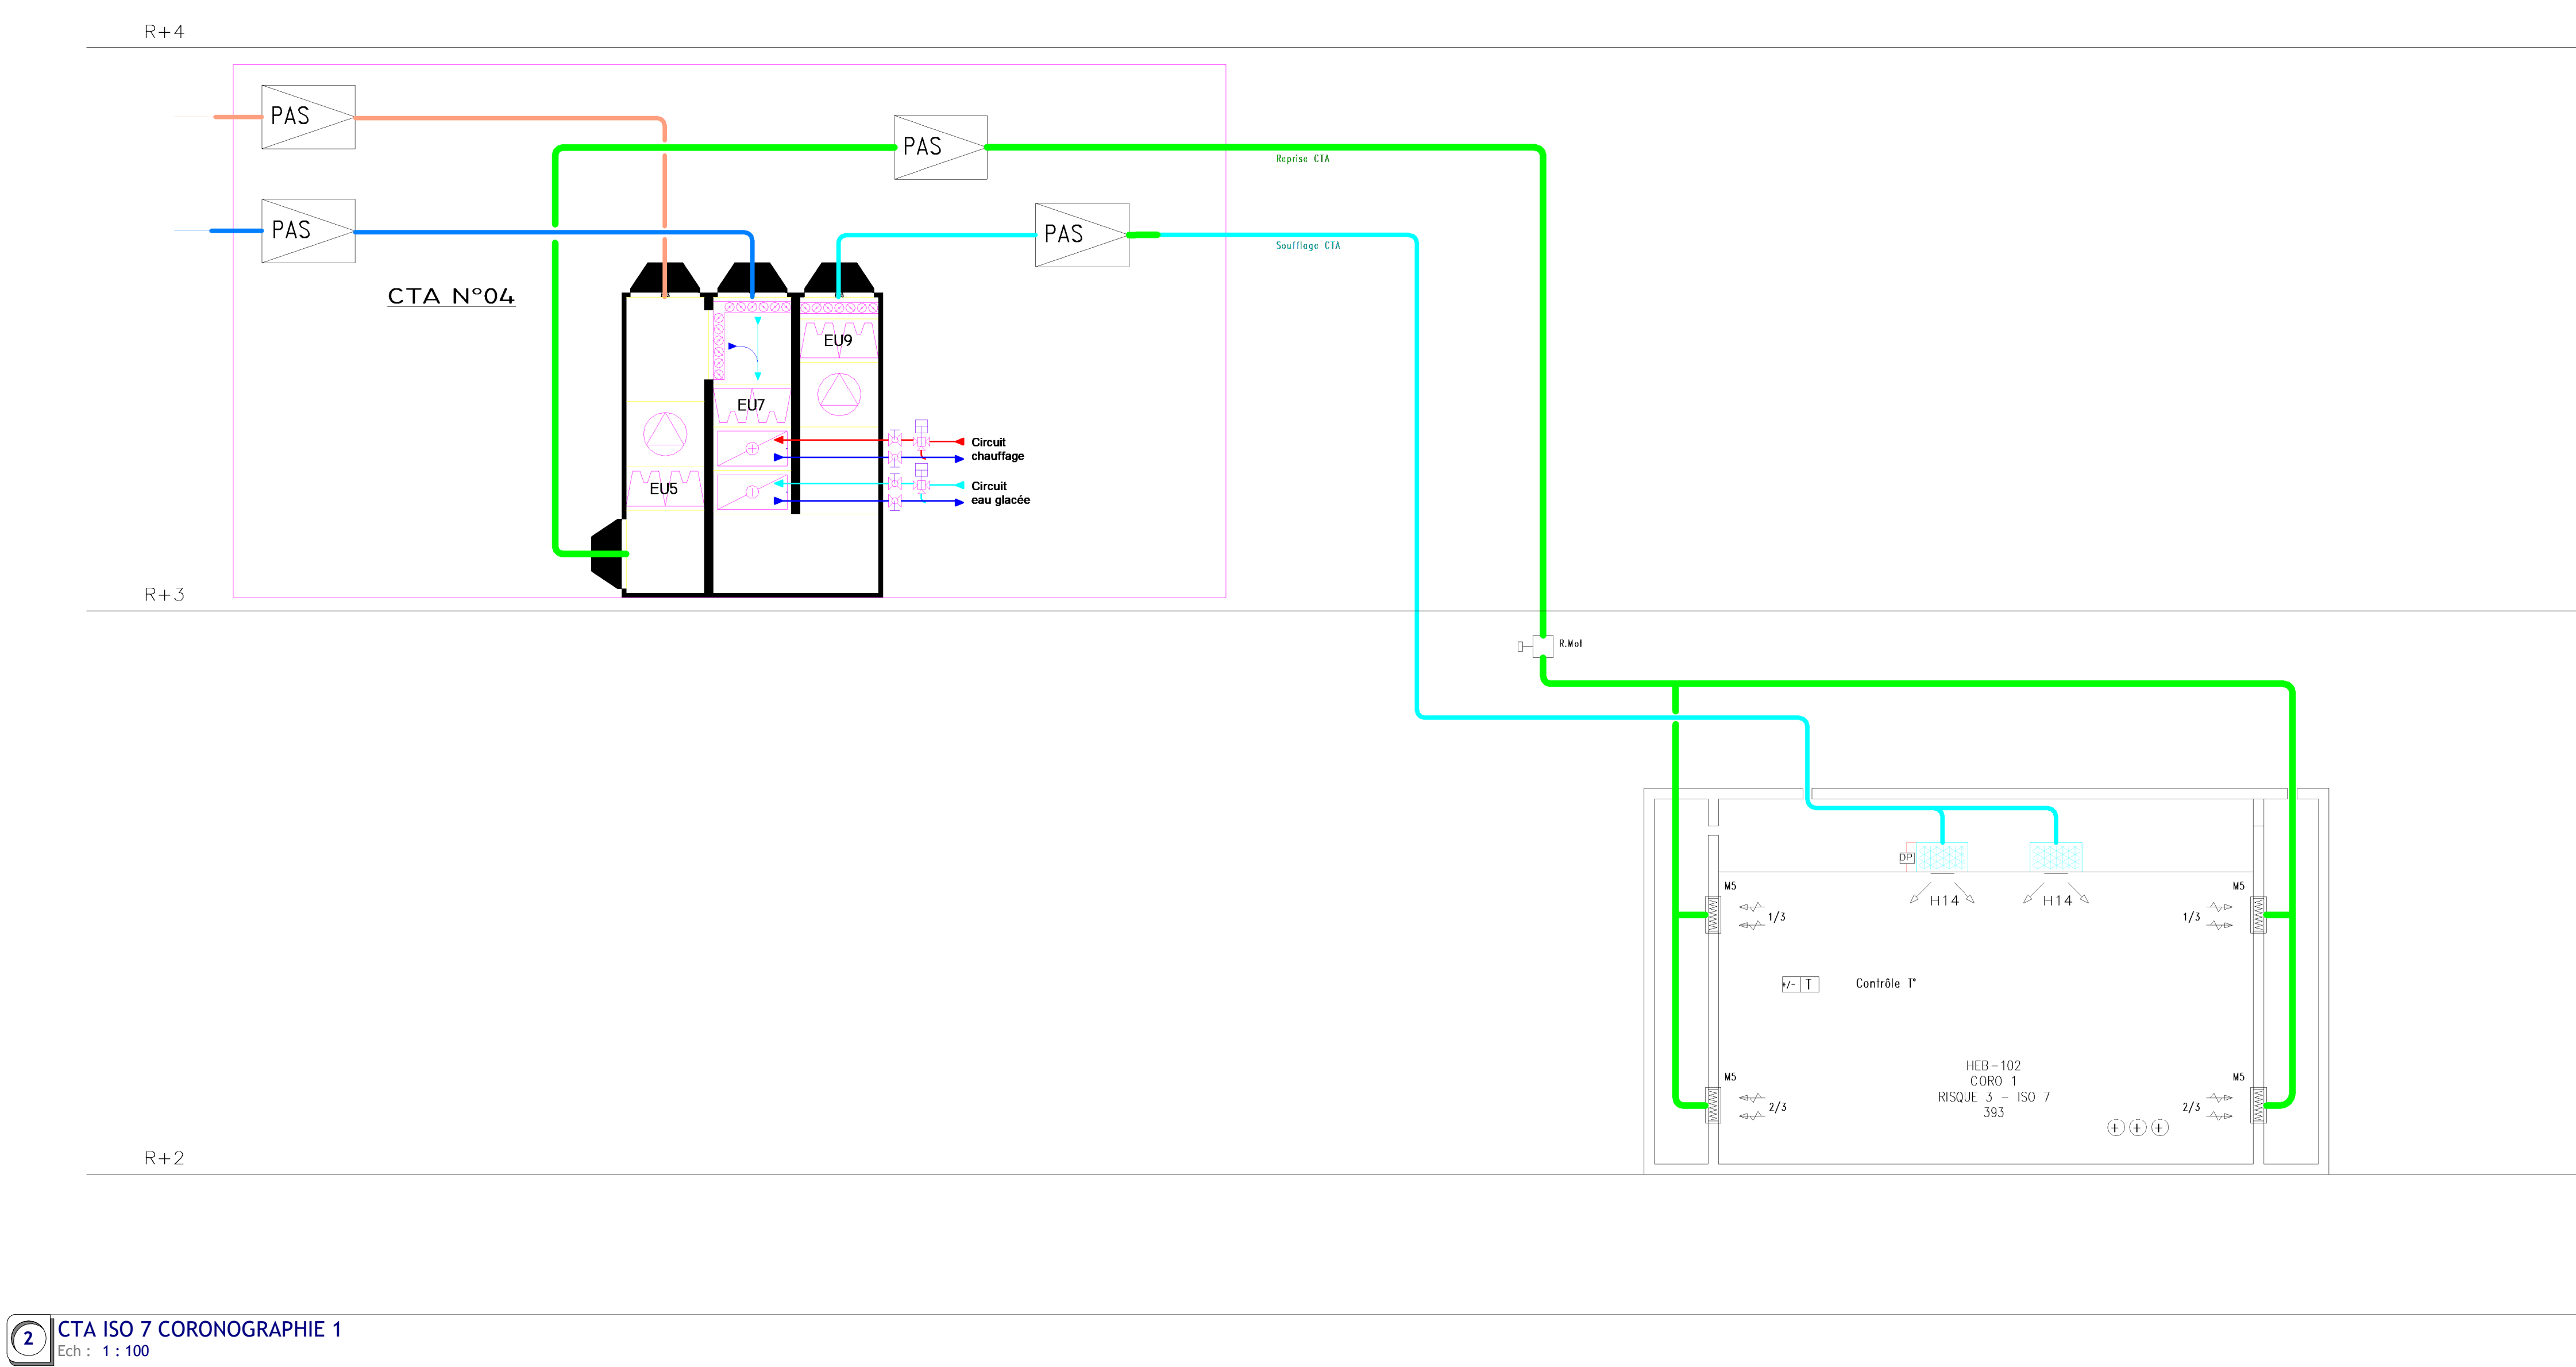 R+4
PAS
PAS
Reprise CTA
PAS
PAS
Soufflage CTA
CTA N°04
EU9
EU7
Circuit
chauffage
EU5
Circuit
eau glacée
R+3
R.Mot
DP
M5
M5
H14
H14
1/3
1/3
+/- T
Contrôle T°
HEB-102
CORO 1
RISQUE 3 - ISO 7
393
M5
M5
2/3
2/3
R+2
2
CTA ISO 7 CORONOGRAPHIE 1
Ech : 1 : 100